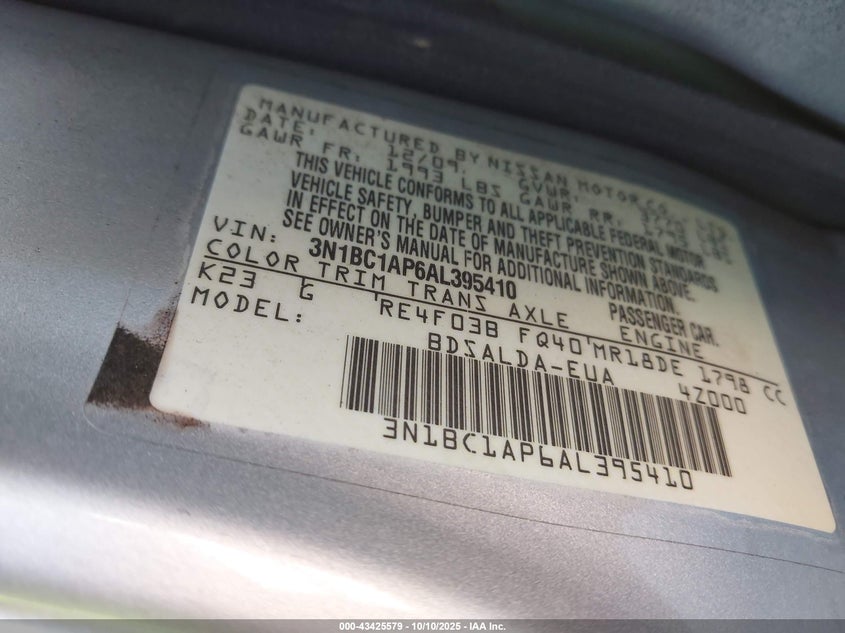 MANUFACTURED BY NISSAN MOTOR CO.
DATE: 12/09 GVWR:
GAWR FR: 1993 LBS GAWR RR:
THIS VEHICLE CONFORMS TO ALL APPLICABLE FEDERAL MOTOR
VEHICLE SAFETY, BUMPER AND THEFT PREVENTION STANDARDS
IN EFFECT ON THE DATE OF MANUFACTURE SHOWN ABOVE.
SEE OWNER'S MANUAL FOR ADDITIONAL INFORMATION.
VIN: 3N1BC1AP6AL395410 PASSENGER CAR.
COLOR TRIM TRANS AXLE ENGINE
K23 G RE4F03B FQ40 MR18DE 1798 CC
MODEL: BDSALDA-EUA 4Z000
3N1BC1AP6AL395410
000-43425579 - 10/10/2025 - IAA Inc.